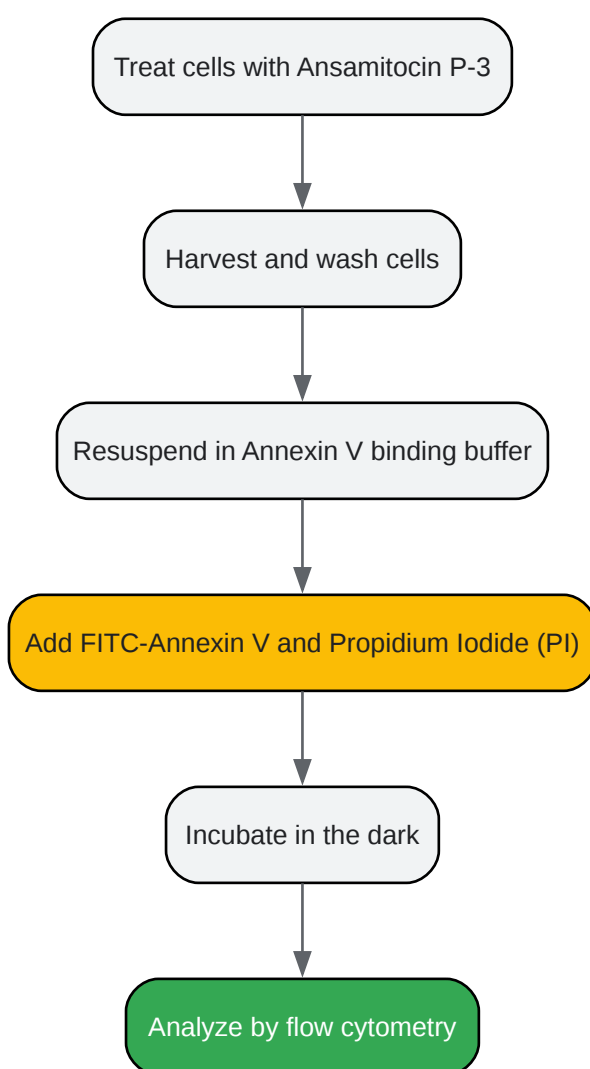 Treat cells with Ansamitocin P-3
Harvest and wash cells
Resuspend in Annexin V binding buffer
Add FITC-Annexin V and Propidium Iodide (PI)
Incubate in the dark
Analyze by flow cytometry